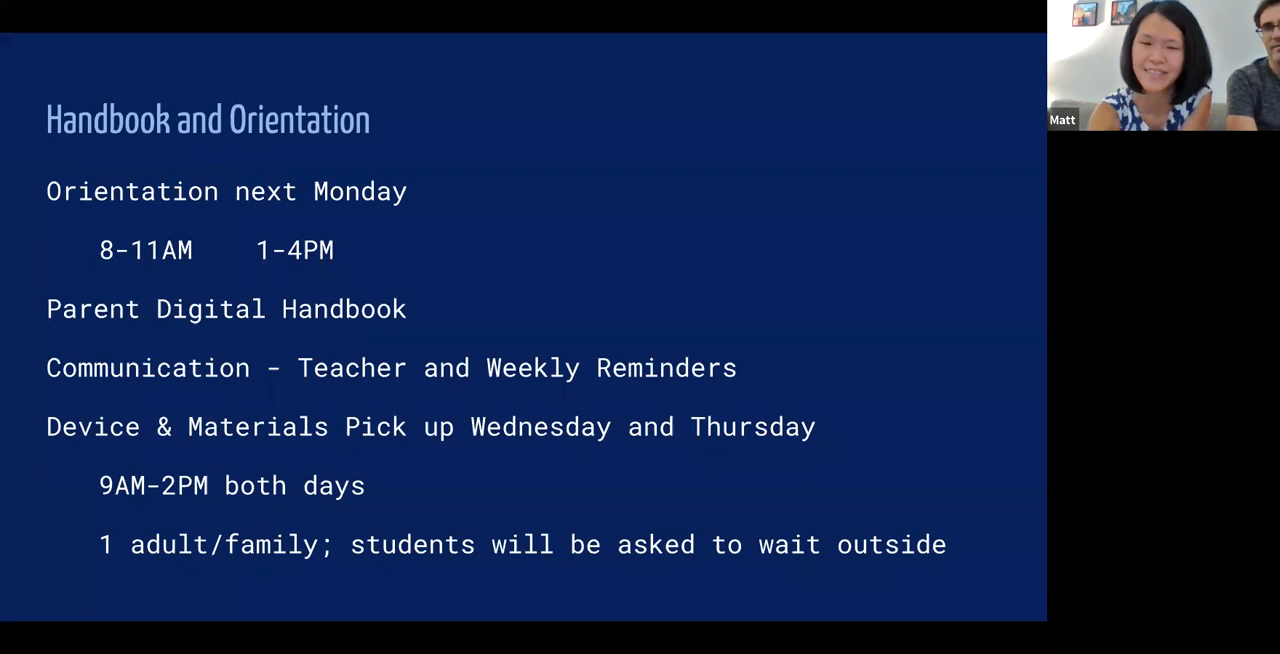 Handbook and Orientation
Orientation next Monday
8-11AM 1-4PM
Parent Digital Handbook
Communication - Teacher and Weekly Reminders
Device & Materials Pick up Wednesday and Thursday
9AM-2PM both days
1 adult/family; students will be asked to wait outside
Matt